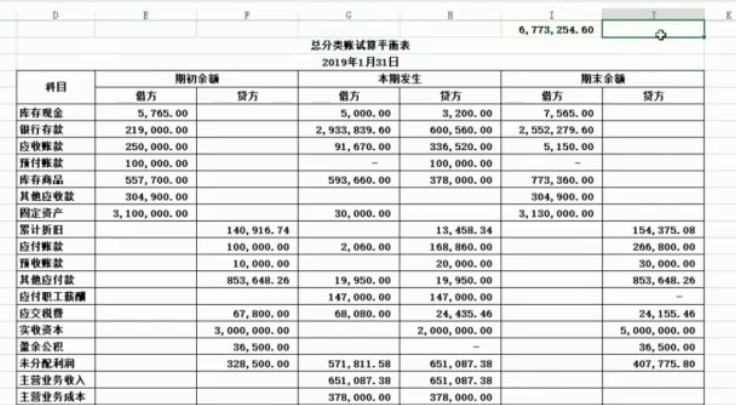 D E F G H I J K
6,773,254.60
总分类账试算平衡表
2019年1月31日
科目 期初余额 本期发生 期末余额
借方 贷方 借方 贷方 借方 贷方
库存现金 5,765.00 5,000.00 3,200.00 7,565.00
银行存款 219,000.00 2,933,839.60 600,560.00 2,552,279.60
应收账款 250,000.00 91,670.00 336,520.00 5,150.00
预付账款 100,000.00 - 100,000.00 -
库存商品 557,700.00 593,660.00 378,000.00 773,360.00
其他应收款 304,900.00 304,900.00
固定资产 3,100,000.00 30,000.00 3,130,000.00
累计折旧 140,916.74 13,458.34 154,375.08
应付账款 100,000.00 2,060.00 168,860.00 266,800.00
预收账款 10,000.00 20,000.00 30,000.00
其他应付款 853,648.26 19,950.00 19,950.00 853,648.26
应付职工薪酬 147,000.00 147,000.00 -
应交税费 67,800.00 68,080.00 24,435.46 24,155.46
实收资本 3,000,000.00 2,000,000.00 5,000,000.00
盈余公积 36,500.00 - 36,500.00
未分配利润 328,500.00 571,811.58 651,087.38 407,775.80
主营业务收入 651,087.38 651,087.38
主营业务成本 378,000.00 378,000.00